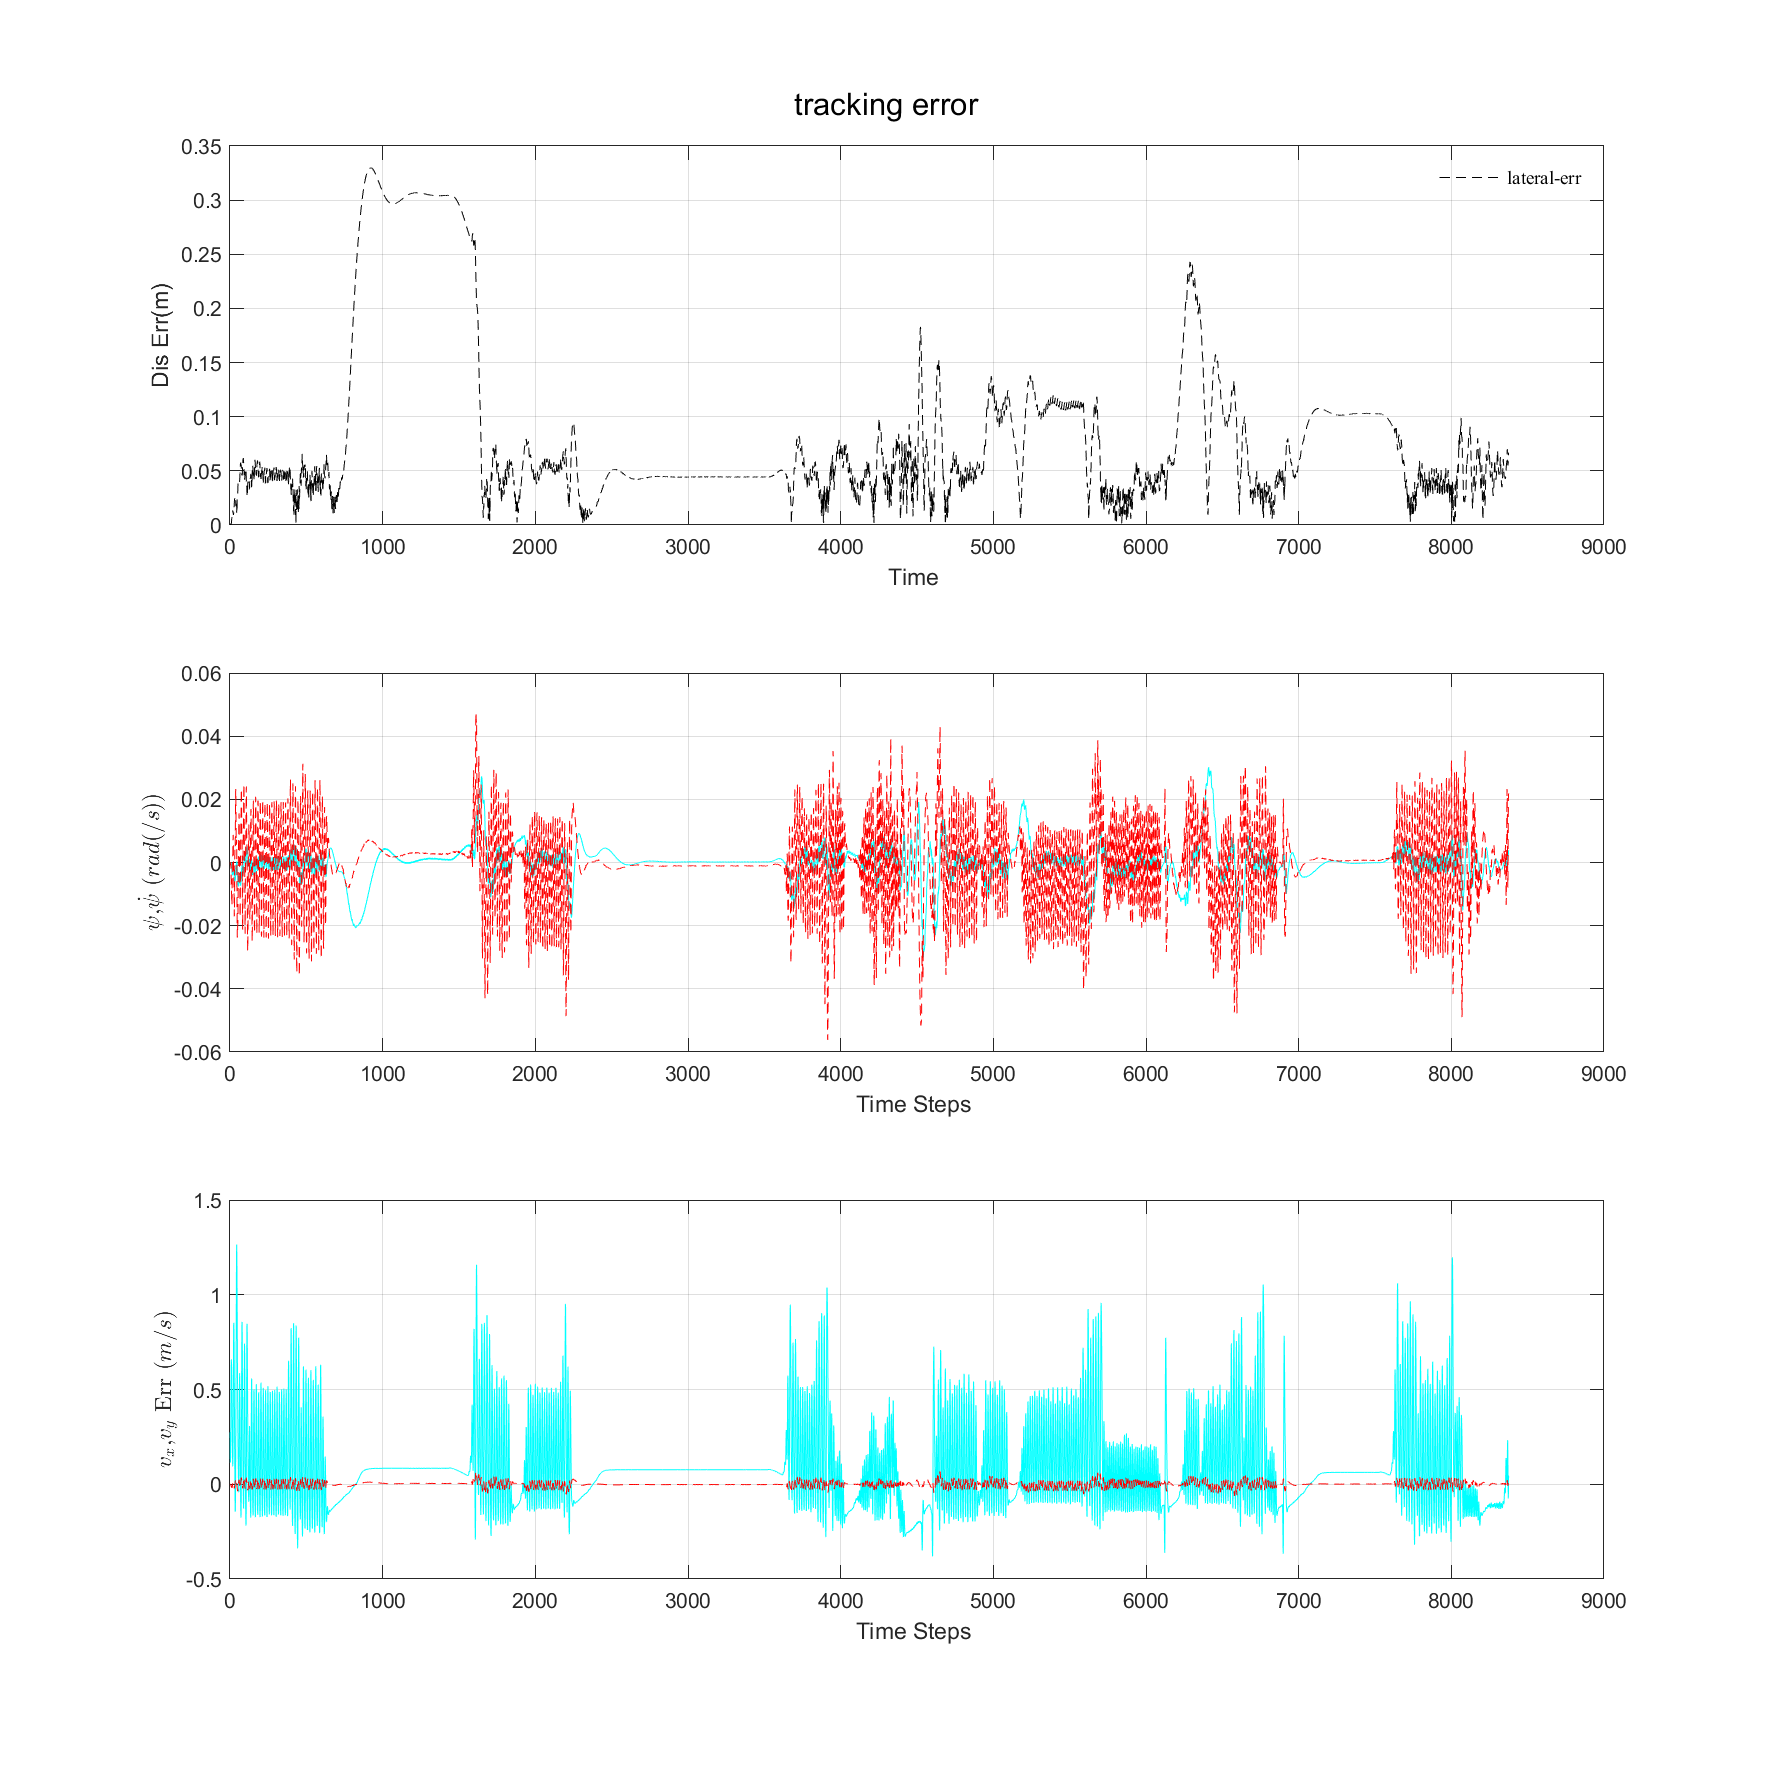 tracking error
0.35
0.3
0.25
0.2
0.15
0.1
0.05
0
Dis Err(m)
lateral-err
0 1000 2000 3000 4000 5000 6000 7000 8000 9000
Time
0.06
0.04
0.02
0
-0.02
-0.04
-0.06
ψ,ψ̇ (rad(/s))
0 1000 2000 3000 4000 5000 6000 7000 8000 9000
Time Steps
1.5
1
0.5
0
-0.5
v_x,v_y Err (m/s)
0 1000 2000 3000 4000 5000 6000 7000 8000 9000
Time Steps